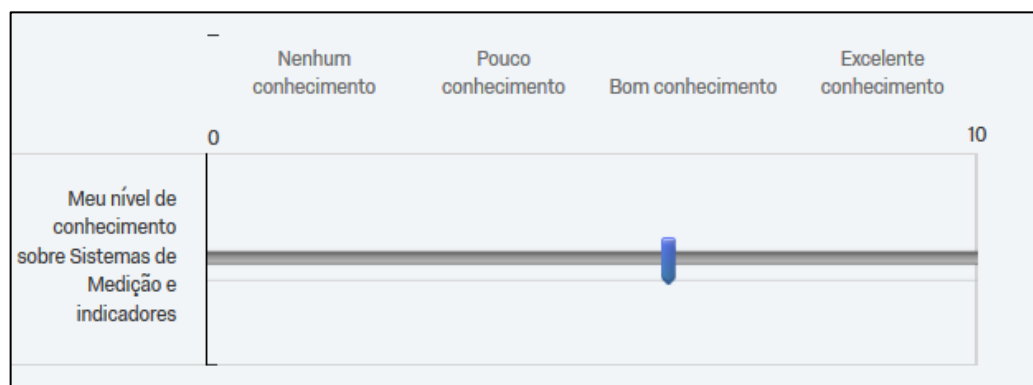 Nenhum
conhecimento
Pouco
conhecimento
Bom conhecimento
Excelente
conhecimento
0
10
Meu nível de
conhecimento
sobre Sistemas de
Medição e
indicadores